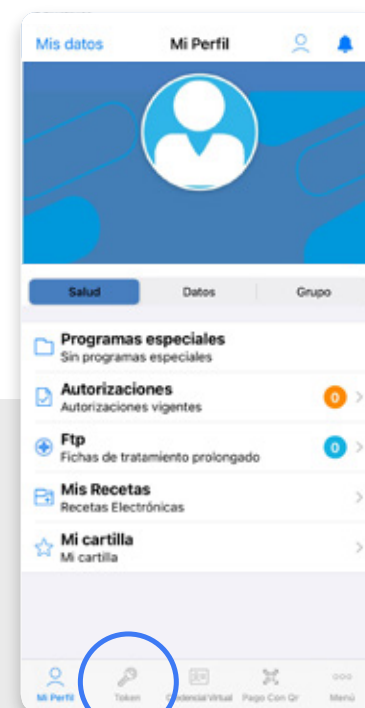 Mis datos
Mi Perfil
Salud
Datos
Grupo
Programas especiales
Sin programas especiales
Autorizaciones
Autorizaciones vigentes
0
Ftp
Fichas de tratamiento prolongado
0
Mis Recetas
Recetas Electrónicas
Mi cartilla
Mi cartilla
Mi Perfil
Token
Credencial Virtual
Pago Con Qr
Menú